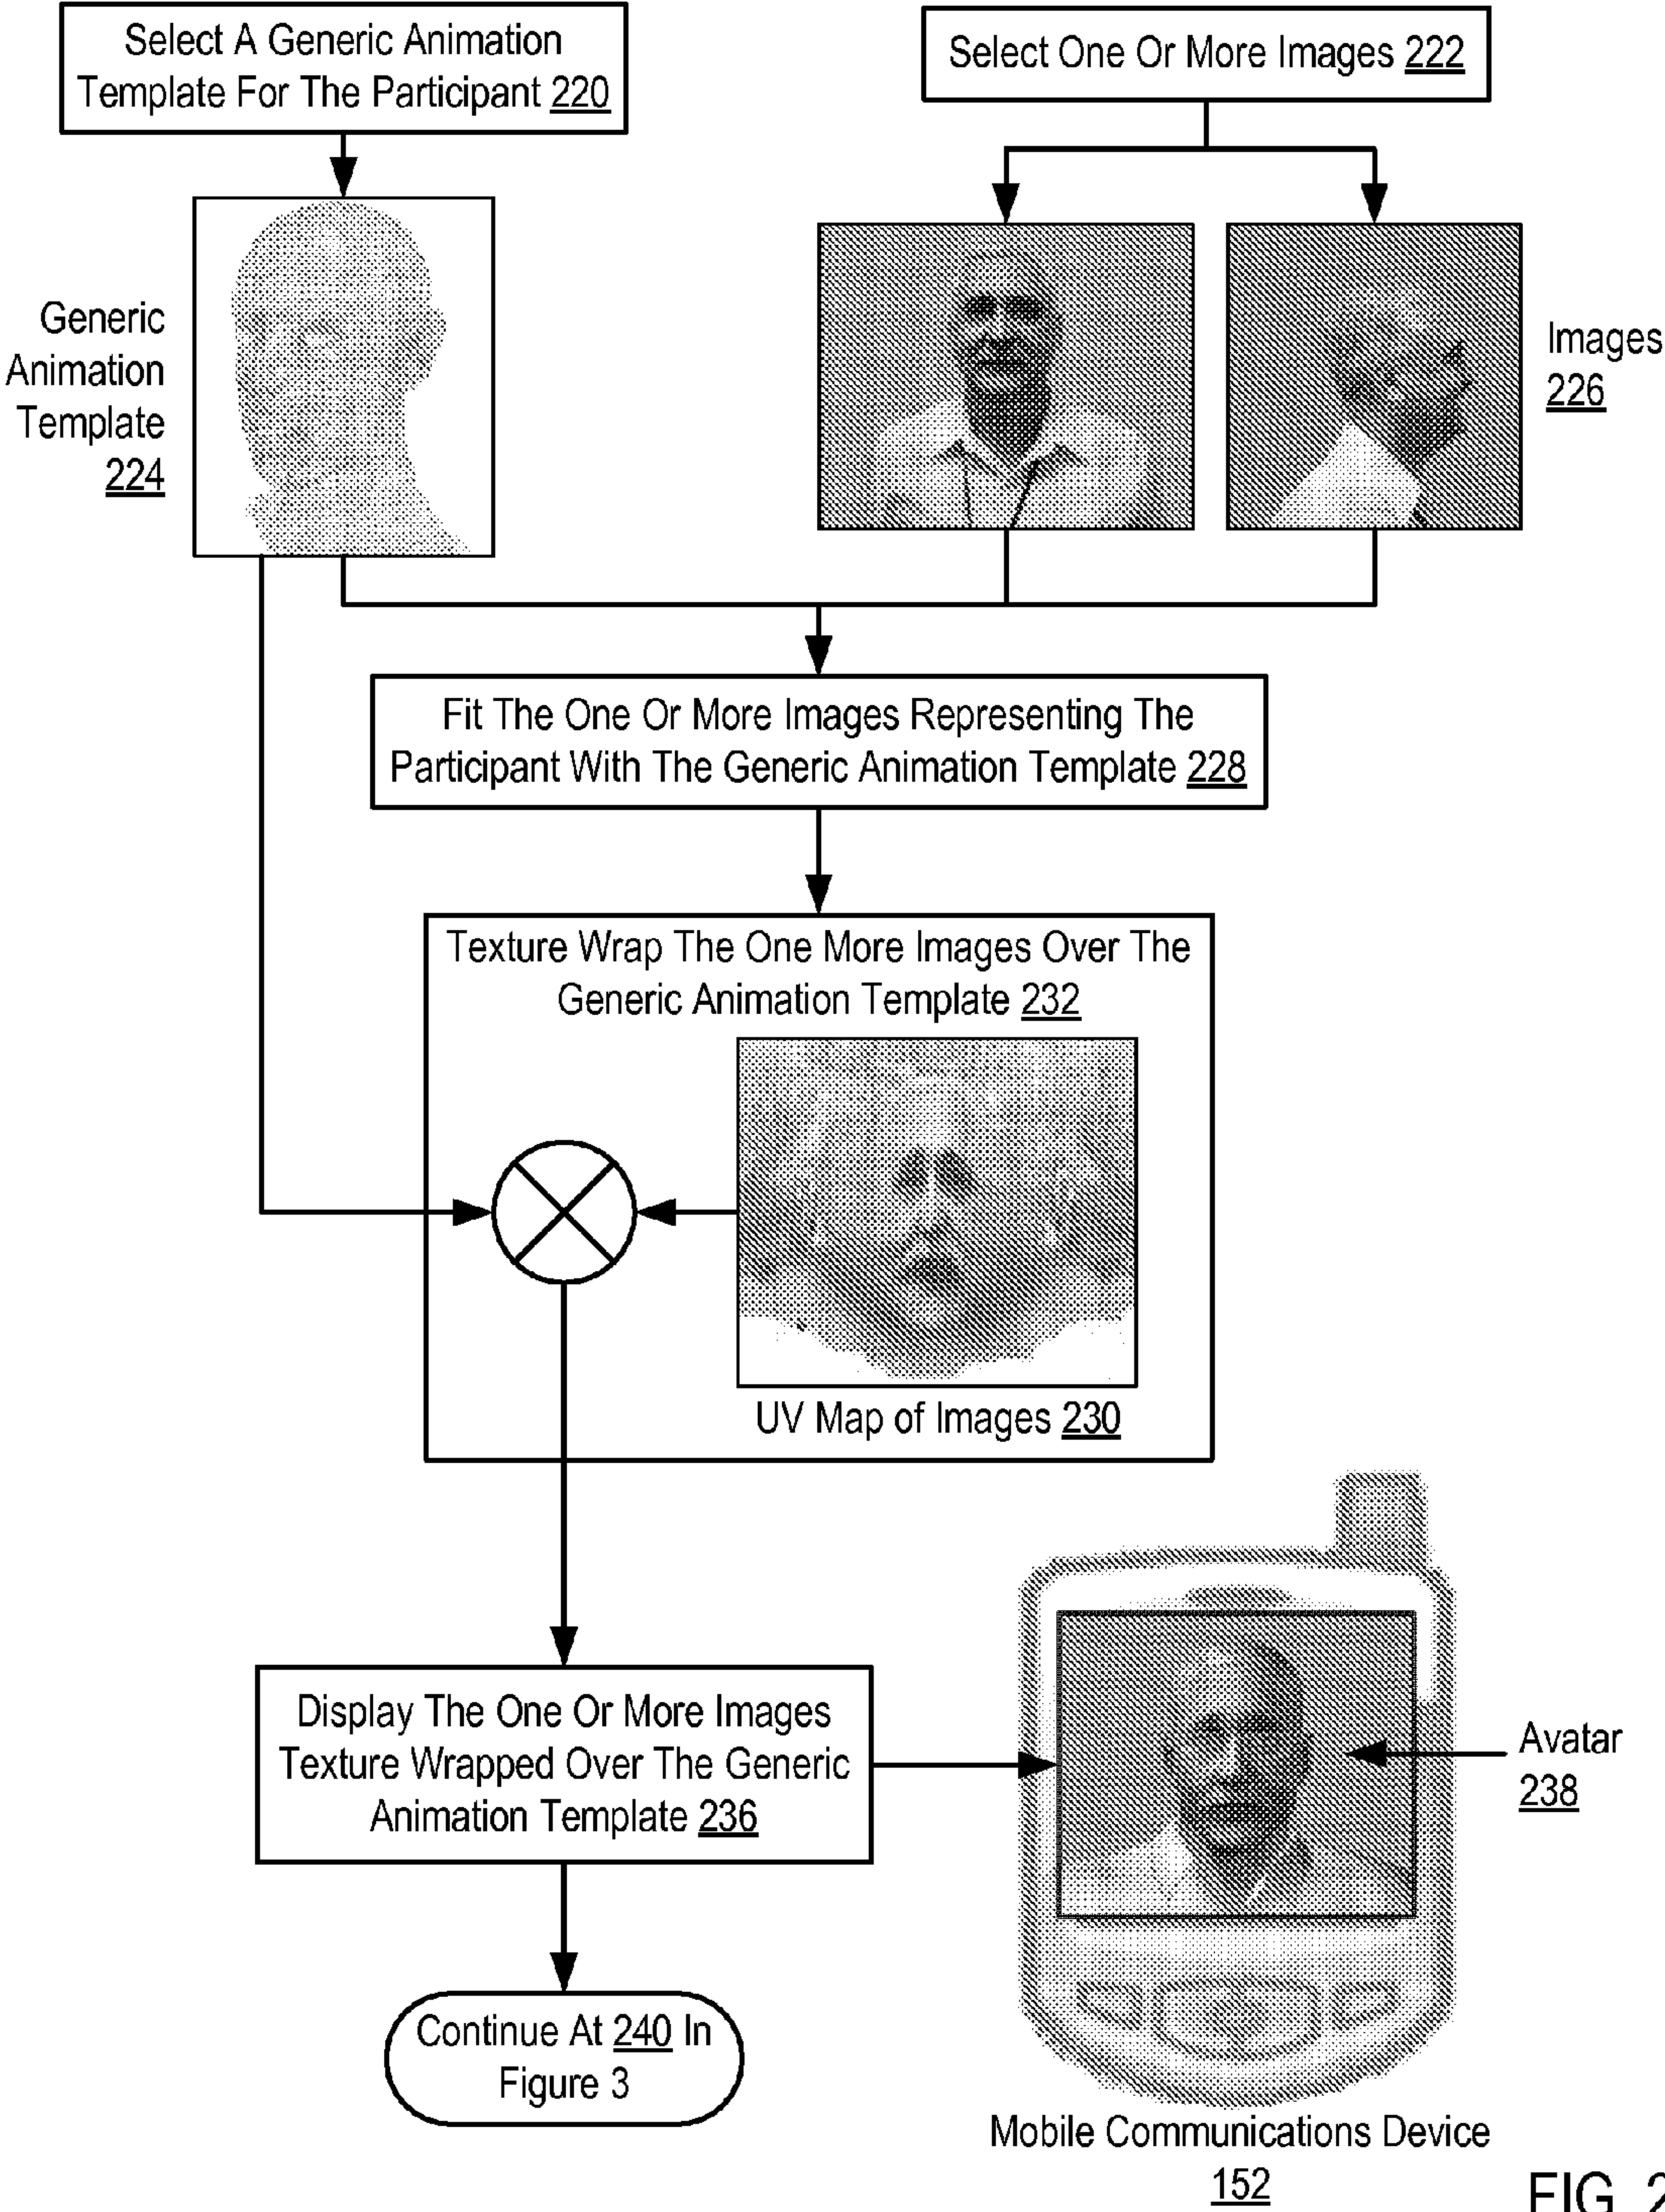 Select A Generic Animation
Template For The Participant 220
Select One Or More Images 222
Generic
Animation
Template
224
Images
226
Fit The One Or More Images Representing The
Participant With The Generic Animation Template 228
Texture Wrap The One More Images Over The
Generic Animation Template 232
UV Map of Images 230
Display The One Or More Images
Texture Wrapped Over The Generic
Animation Template 236
Avatar
238
Continue At 240 In
Figure 3
Mobile Communications Device
152
FIG. 2